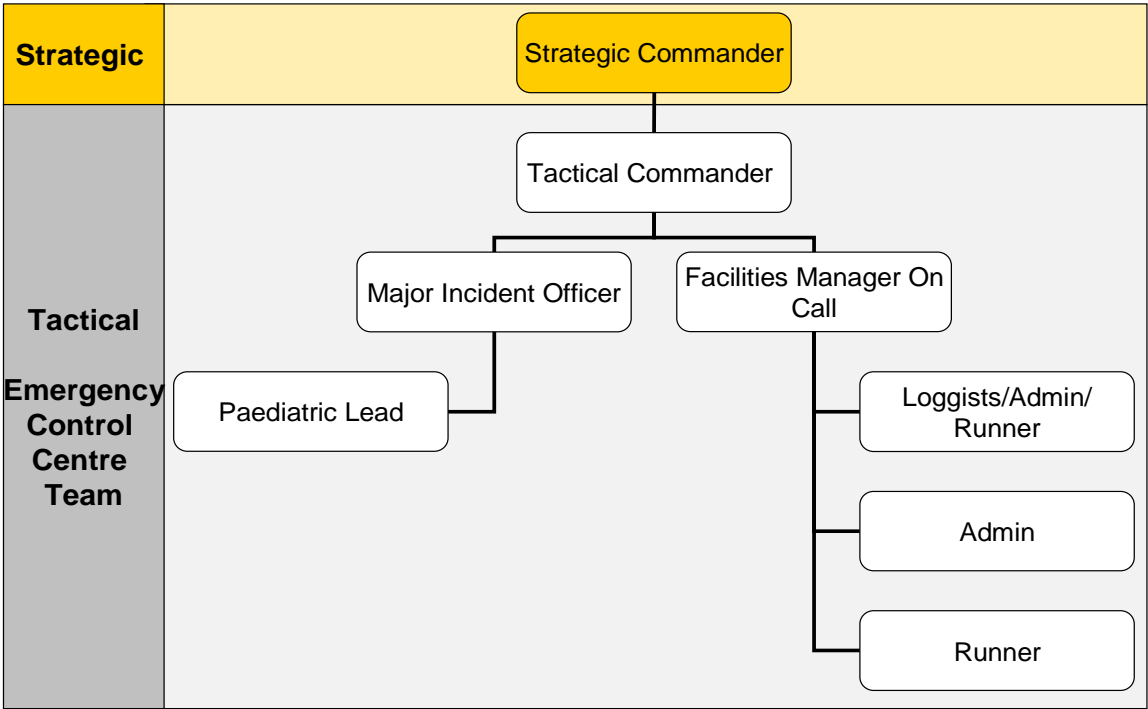 Strategic
Strategic Commander
Tactical Commander
Major Incident Officer
Facilities Manager On
Call
Tactical
Emergency
Control
Centre
Team
Paediatric Lead
Loggists/Admin/
Runner
Admin
Runner